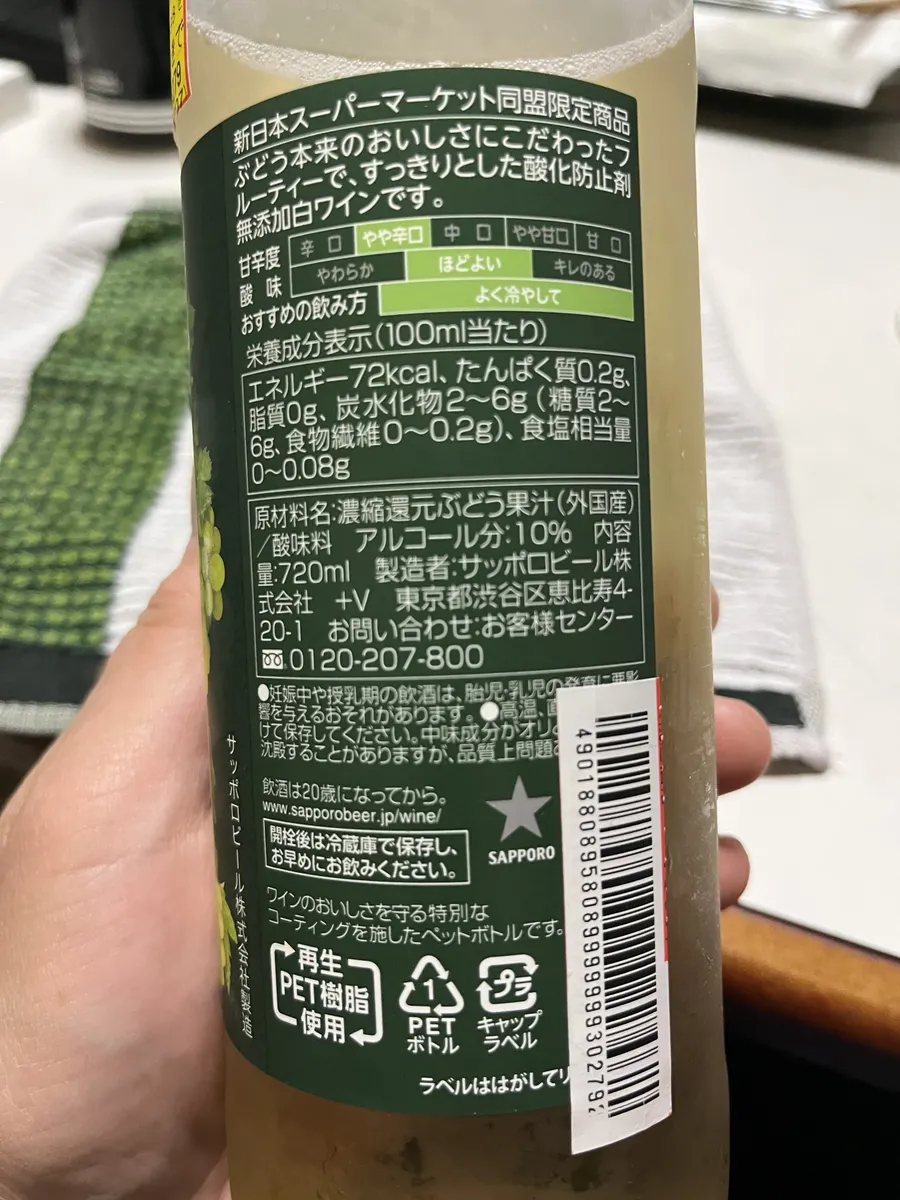 新日本スーパーマーケット同盟限定商品
ぶどう本来のおいしさにこだわったフ
ルーティーで、すっきりとした酸化防止剤
無添加白ワインです。
甘辛度 辛口 やや辛口 中口 やや甘口 甘口
酸味 やわらか ほどよい キレのある
おすすめの飲み方 よく冷やして
栄養成分表示(100ml当たり)
エネルギー72kcal、たんぱく質0.2g、
脂質0g、炭水化物2～6g(糖質2～
6g、食物繊維0～0.2g)、食塩相当量
0～0.08g
原材料名:濃縮還元ぶどう果汁(外国産)
/酸味料 アルコール分:10% 内容
量:720ml 製造者:サッポロビール株
式会社 +V 東京都渋谷区恵比寿4-
20-1 お問い合わせ:お客様センター
0120-207-800
●妊娠中や授乳期の飲酒は、胎児・乳児の発育に悪影
響を与えるおそれがあります。●高温、
けて保存してください。中味成分がオリ
沈殿することがありますが、品質上問題
飲酒は20歳になってから。
www.sapporobeer.jp/wine/
開栓後は冷蔵庫で保存し、
お早めにお飲みください。
SAPPORO
ワインのおいしさを守る特別な
コーティングを施したペットボトルです。
再生
PET樹脂
使用
1
PET
ボトル
プラ
キャップ
ラベル
ラベルははがして
サッポロビール株式会社製造